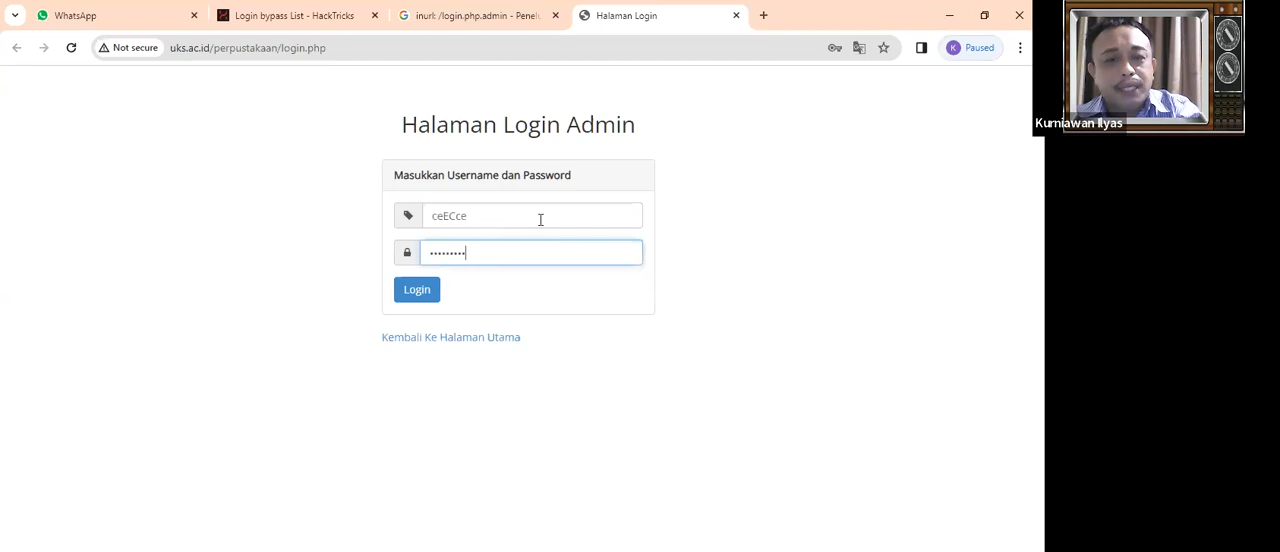 WhatsApp
Login bypass List - HackTricks
inurl: /login.php.admin - Penelu
Halaman Login
Not secure
uks.ac.id/perpustakaan/login.php
K
Paused
Kurniawan Ilyas
Halaman Login Admin
Masukkan Username dan Password
ceECce
•••••••••
Login
Kembali Ke Halaman Utama